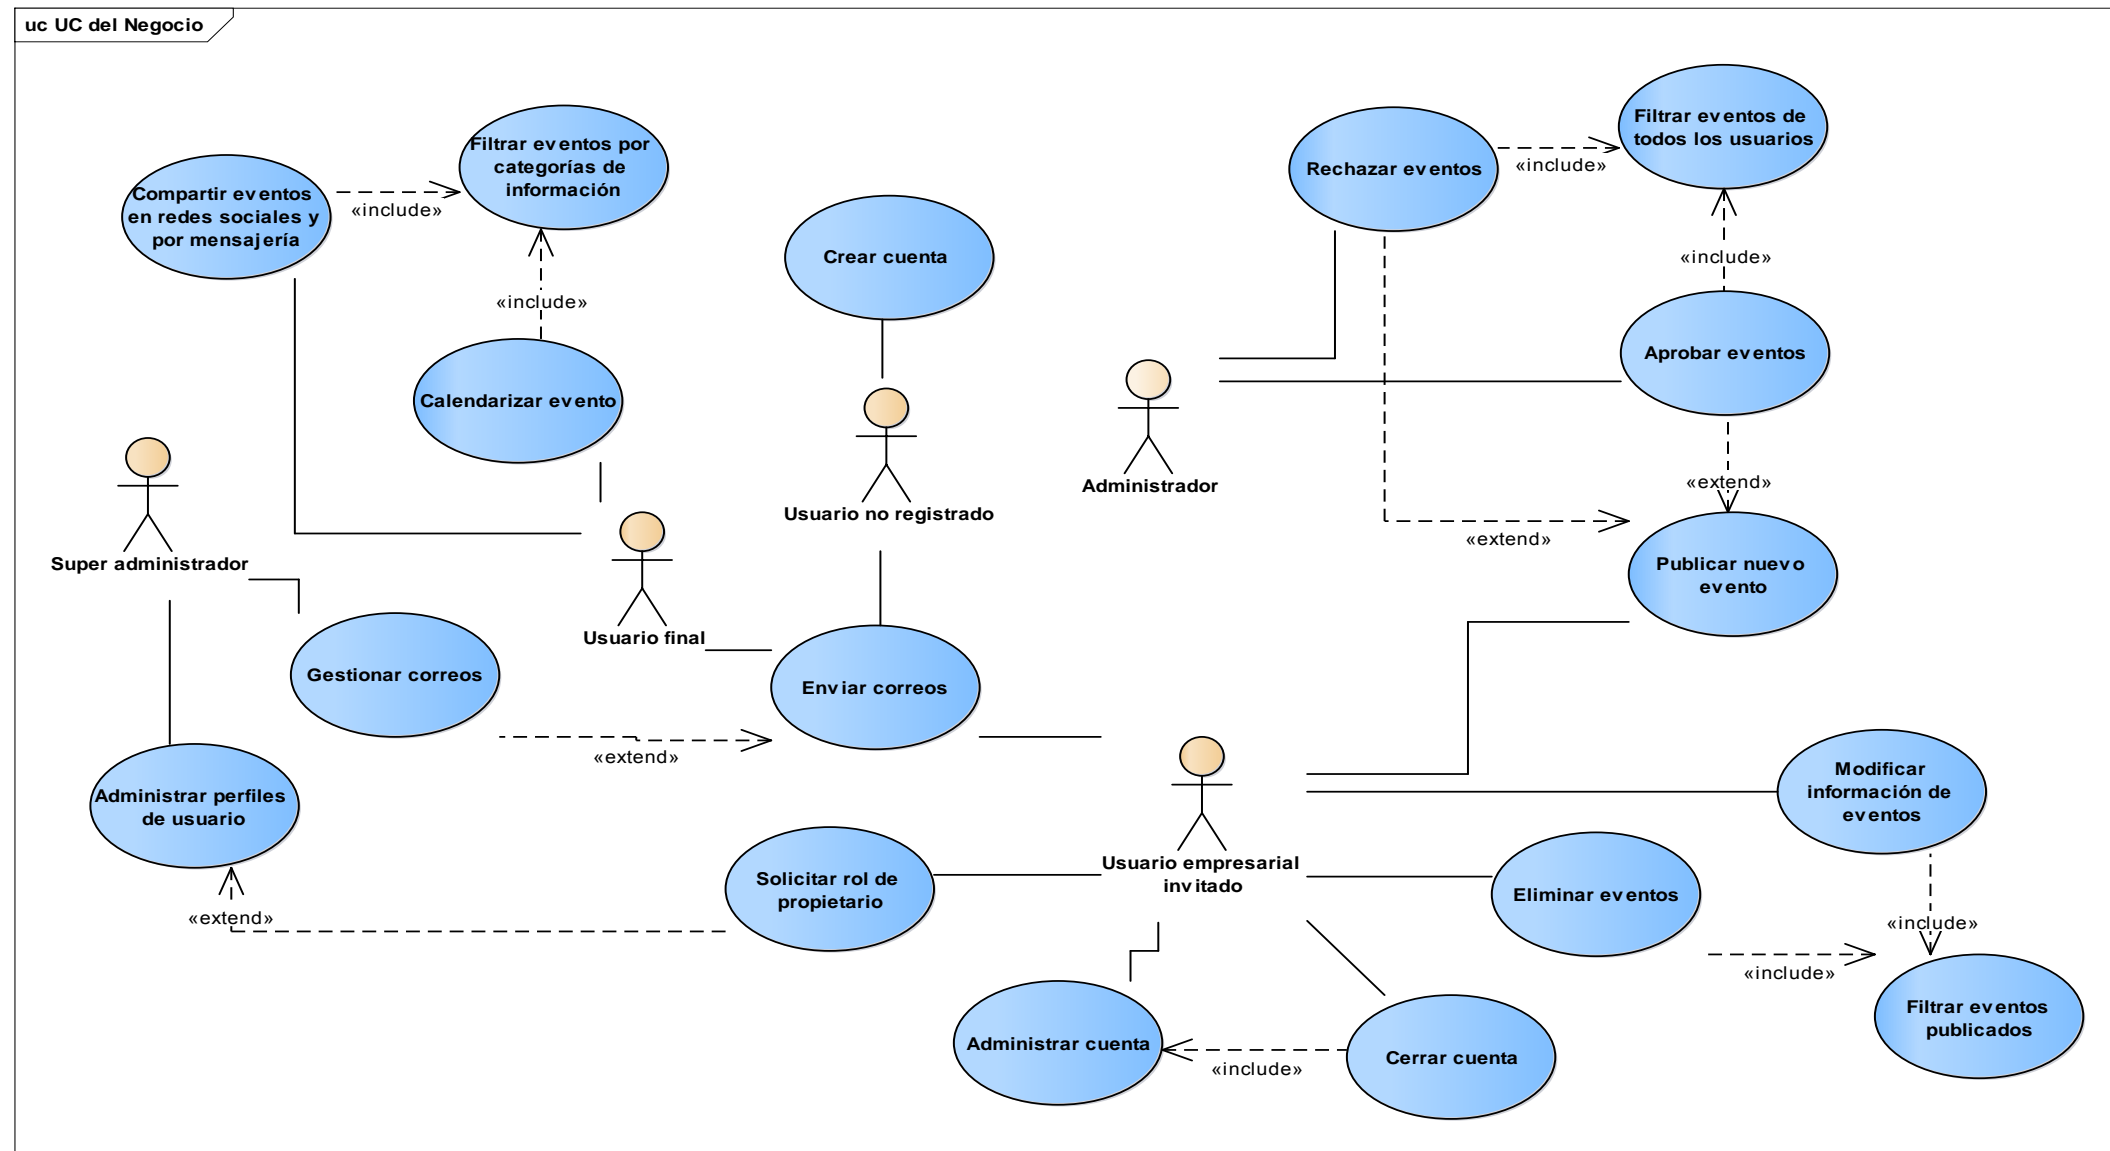 uc UC del Negocio
Filtrar eventos de
todos los usuarios
Filtrar eventos por
categorías de
información
Rechazar eventos
«include»
Compartir eventos
en redes sociales y
por mensajería
«include»
Crear cuenta
«include»
«include»
Aprobar eventos
Calendarizar evento
Administrador
«extend»
Usuario no registrado
«extend»
Super administrador
Publicar nuevo
evento
Usuario final
Gestionar correos
Enviar correos
«extend»
Administrar perfiles
de usuario
Modificar
información de
eventos
Usuario empresarial
invitado
Solicitar rol de
propietario
Eliminar eventos
«extend»
«include»
«include»
Filtrar eventos
publicados
Administrar cuenta
Cerrar cuenta
«include»